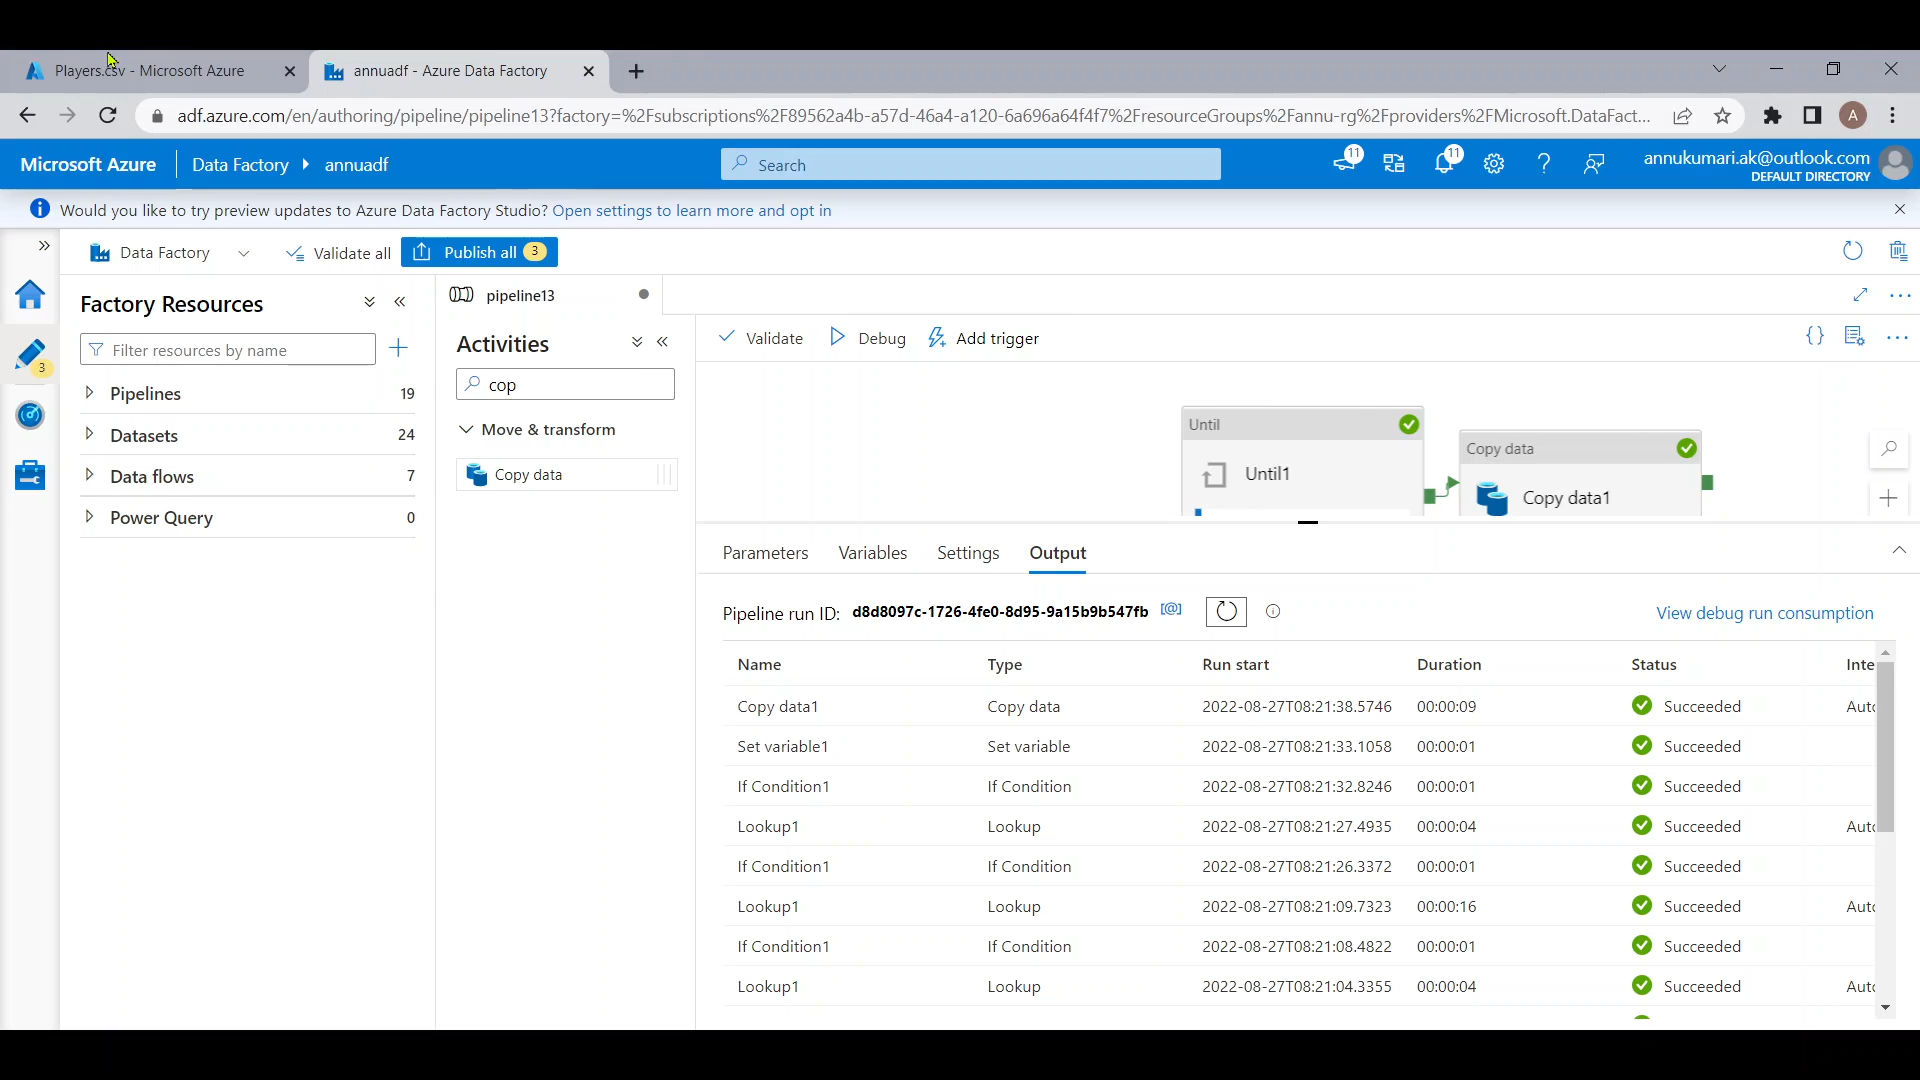 Players.csv - Microsoft Azure
annuadf - Azure Data Factory
adf.azure.com/en/authoring/pipeline/pipeline13?factory=%2Fsubscriptions%2F89562a4b-a57d-46a4-a120-6a696a64f4f7%2FresourceGroups%2Fannu-rg%2Fproviders%2FMicrosoft.DataFact...
A
Microsoft Azure
Data Factory
annuadf
Search
11
11
annukumari.ak@outlook.com
DEFAULT DIRECTORY
Would you like to try preview updates to Azure Data Factory Studio? Open settings to learn more and opt in
Data Factory
Validate all
Publish all 3
Factory Resources
Filter resources by name
3
Pipelines 19
Datasets 24
Data flows 7
Power Query 0
pipeline13
Activities
cop
Move & transform
Copy data
Validate
Debug
Add trigger
Until
Until1
Copy data
Copy data1
Parameters
Variables
Settings
Output
Pipeline run ID: d8d8097c-1726-4fe0-8d95-9a15b9b547fb [@]
View debug run consumption
Name Type Run start Duration Status Inte
Copy data1 Copy data 2022-08-27T08:21:38.5746 00:00:09 Succeeded Auto
Set variable1 Set variable 2022-08-27T08:21:33.1058 00:00:01 Succeeded
If Condition1 If Condition 2022-08-27T08:21:32.8246 00:00:01 Succeeded
Lookup1 Lookup 2022-08-27T08:21:27.4935 00:00:04 Succeeded Auto
If Condition1 If Condition 2022-08-27T08:21:26.3372 00:00:01 Succeeded
Lookup1 Lookup 2022-08-27T08:21:09.7323 00:00:16 Succeeded Auto
If Condition1 If Condition 2022-08-27T08:21:08.4822 00:00:01 Succeeded
Lookup1 Lookup 2022-08-27T08:21:04.3355 00:00:04 Succeeded Auto